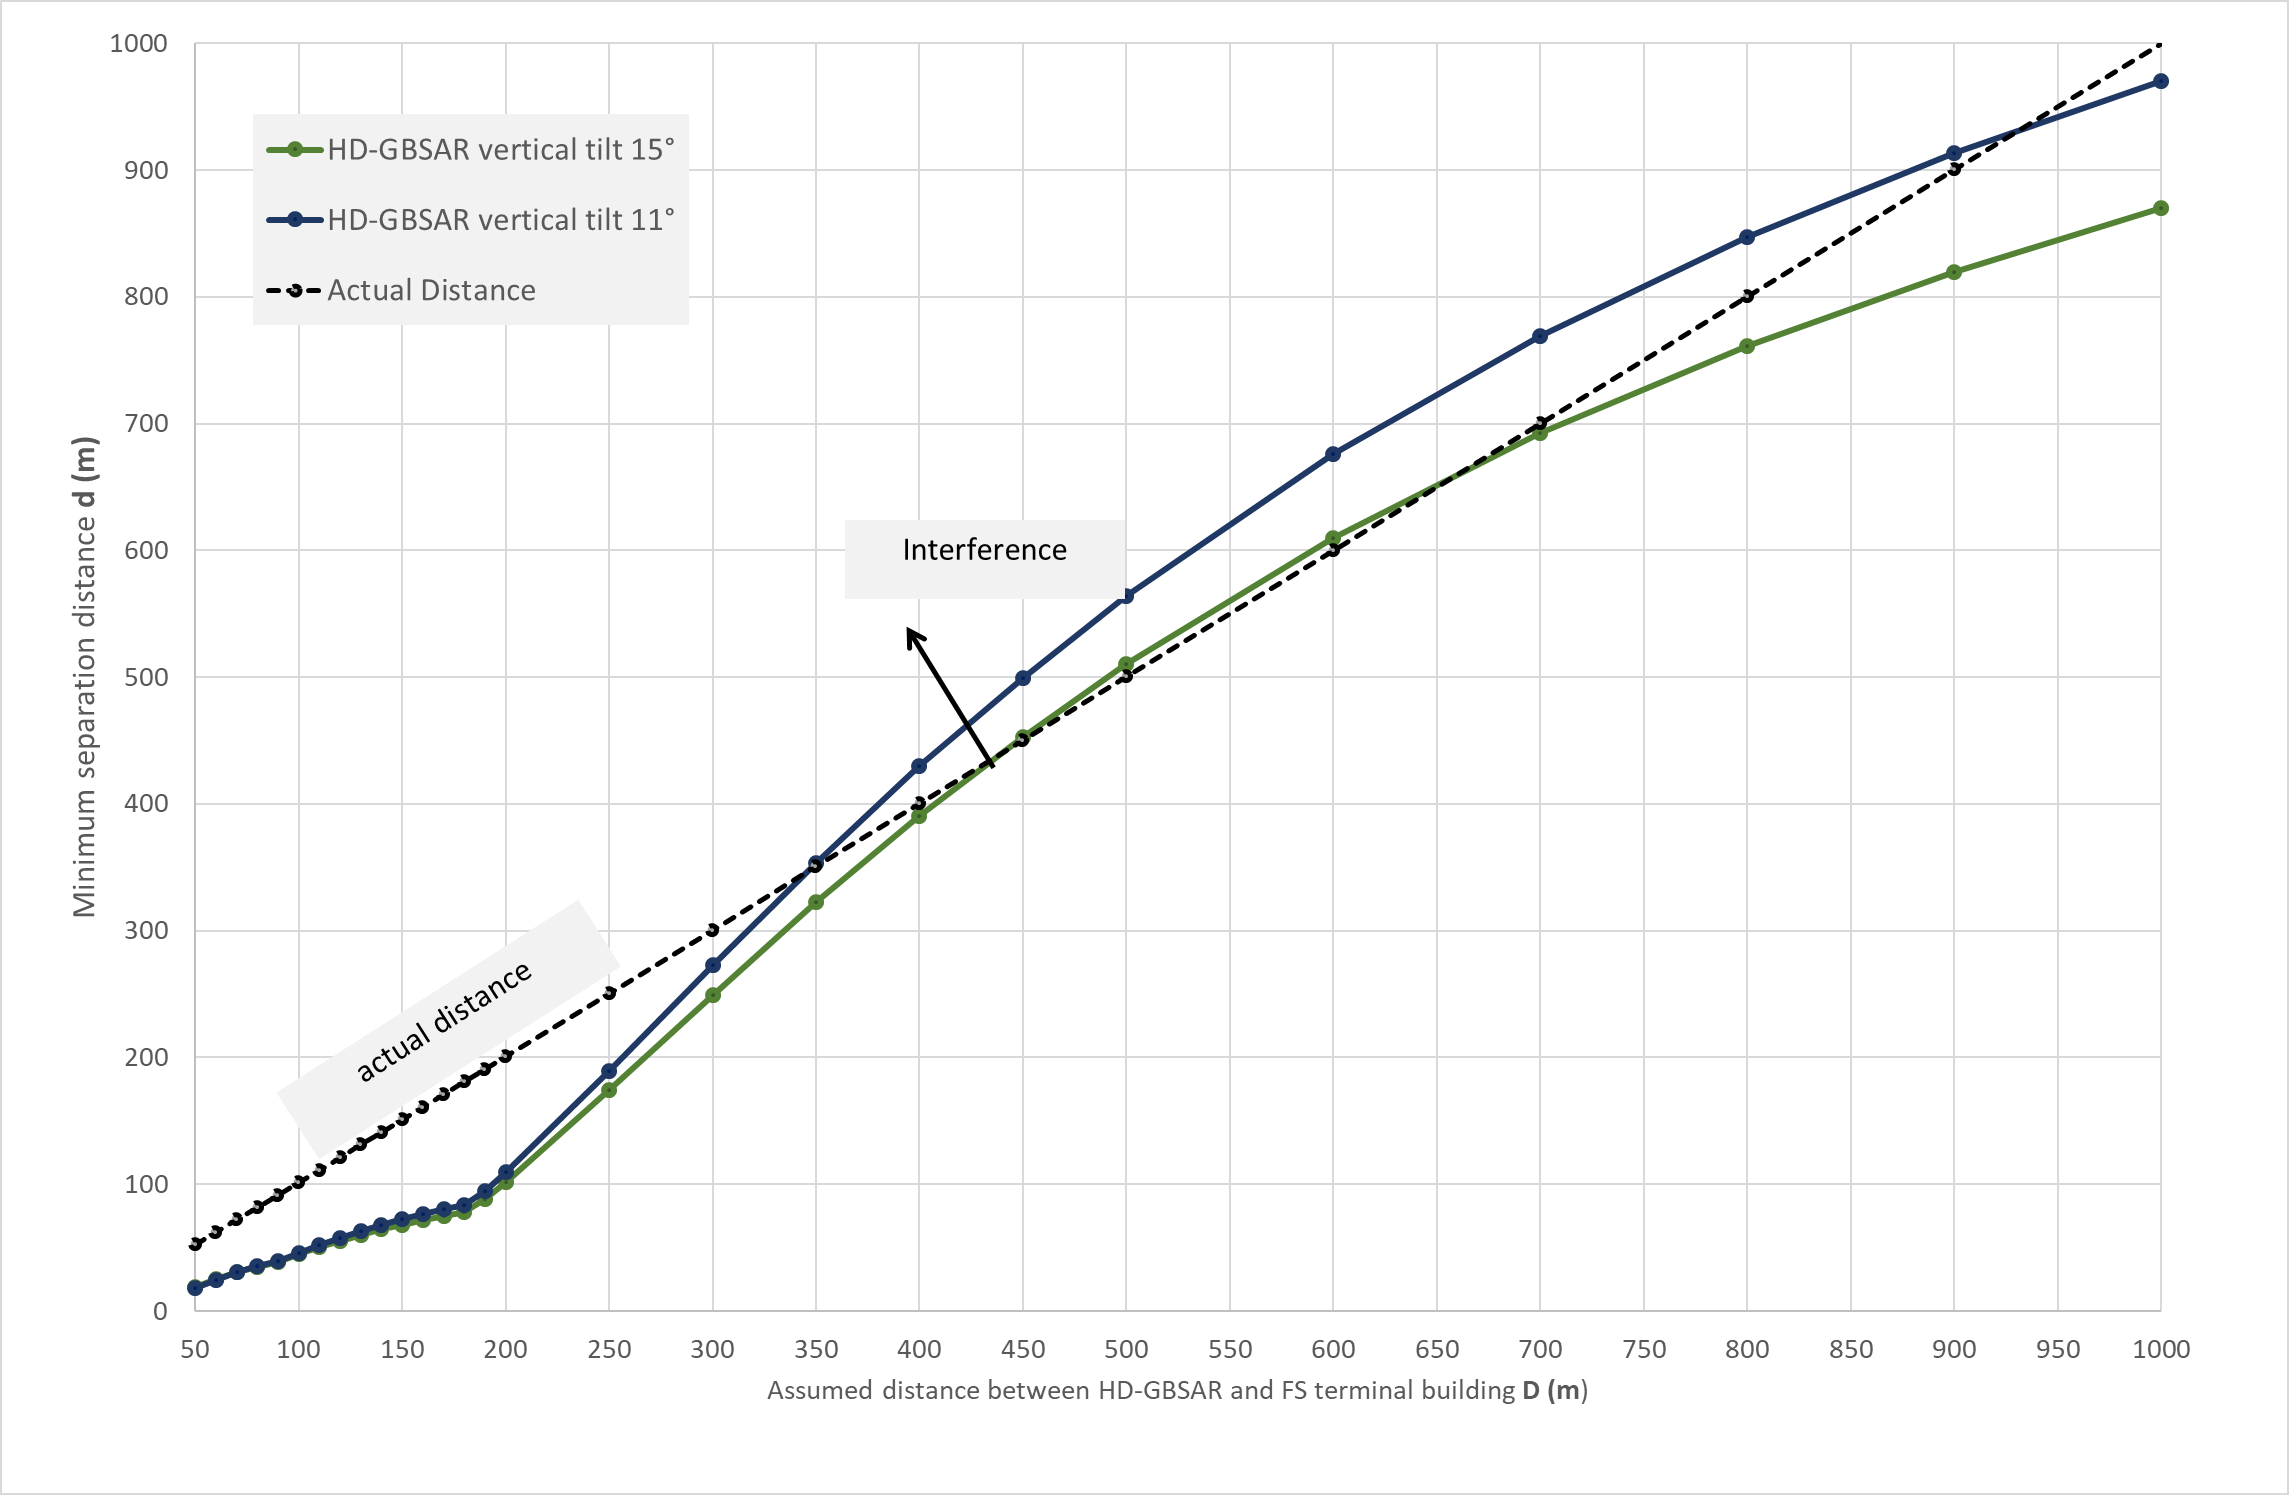 1000
900
800
700
600
500
400
300
200
100
0
Minimum separation distance d (m)
HD-GBSAR vertical tilt 15°
HD-GBSAR vertical tilt 11°
Actual Distance
Interference
actual distance
50 100 150 200 250 300 350 400 450 500 550 600 650 700 750 800 850 900 950 1000
Assumed distance between HD-GBSAR and FS terminal building D (m)